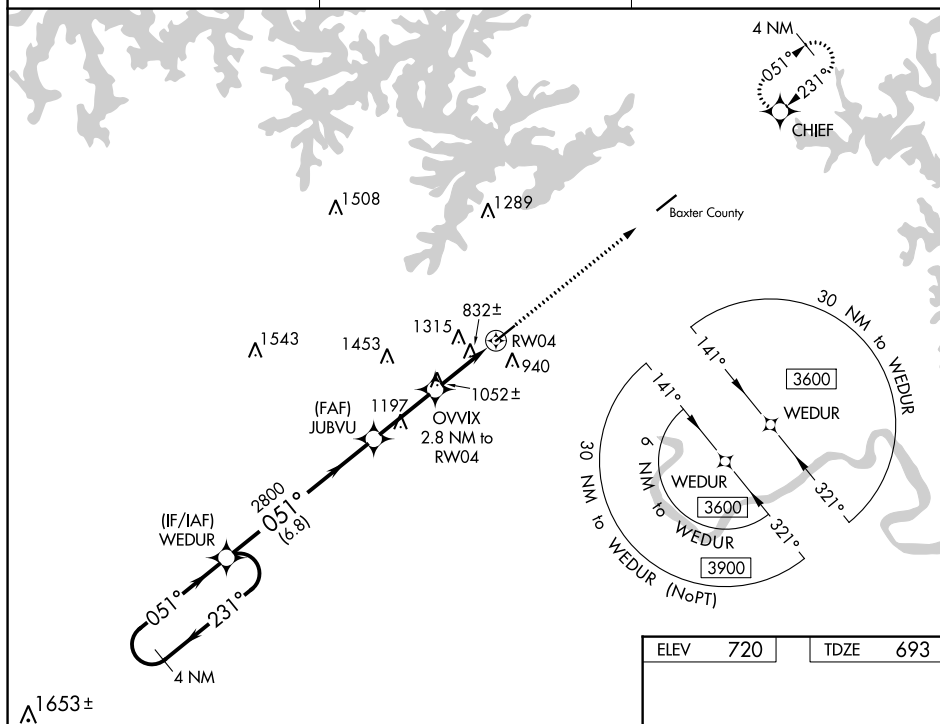 4 NM
051°
231°
CHIEF
1508
1289
Baxter County
832±
1315
RW04
1543
1453
940
1052±
(FAF)
JUBVU
1197
OVVIX
2.8 NM to
RW04
2800
051°
(6.8)
(IF/IAF)
WEDUR
051°
231°
4 NM
1653±
30 NM to WEDUR
141°
3600
WEDUR
321°
141°
30 NM to WEDUR (NoPT)
6 NM to WEDUR
WEDUR
3600
321°
3900
ELEV 720
TDZE 693